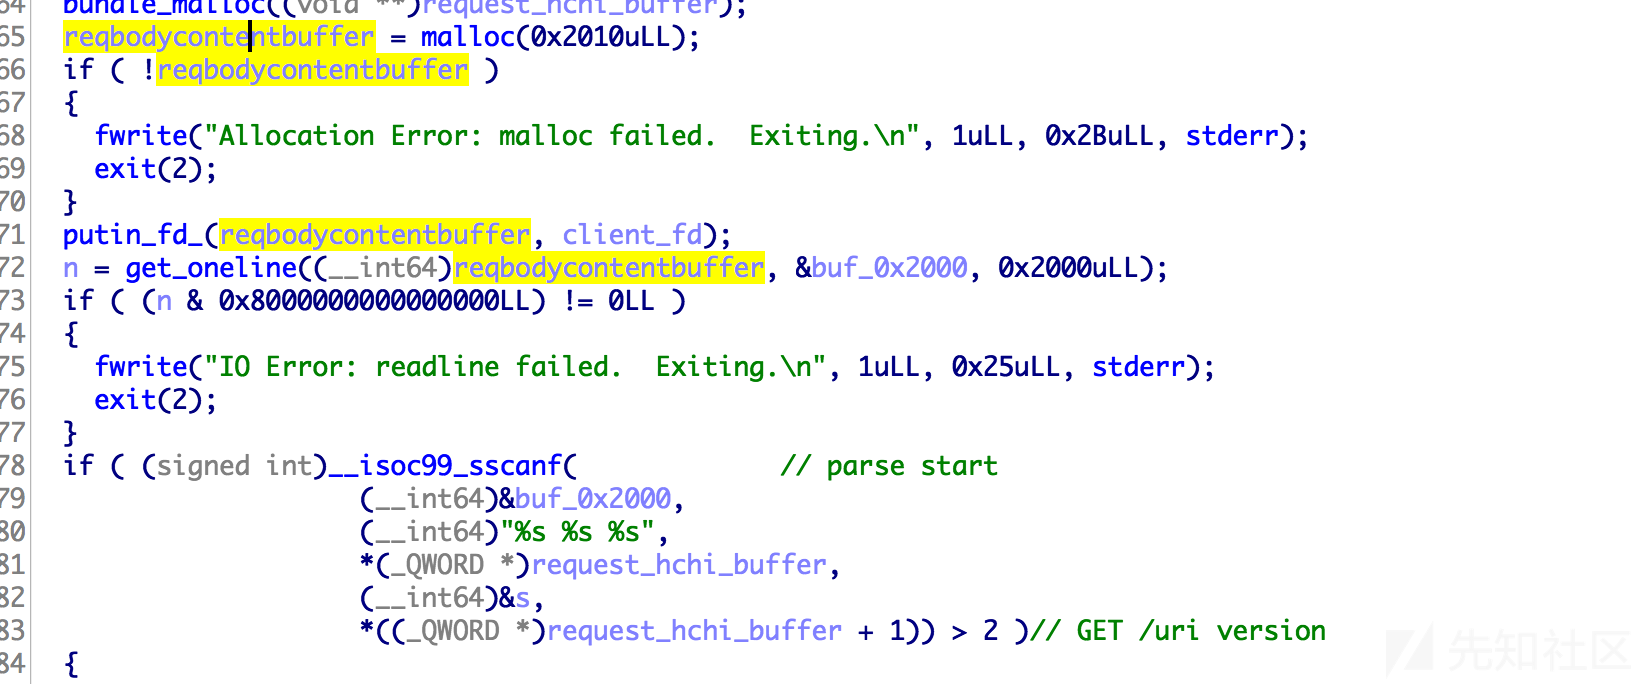 64 bundle_malloc((void **)request_hchi_buffer);
65 reqbodycontentbuffer = malloc(0x2010uLL);
66 if ( !reqbodycontentbuffer )
67 {
68 fwrite("Allocation Error: malloc failed.  Exiting.\n", 1uLL, 0x2BuLL, stderr);
69 exit(2);
70 }
71 putin_fd_(reqbodycontentbuffer, client_fd);
72 n = get_oneline((__int64)reqbodycontentbuffer, &buf_0x2000, 0x2000uLL);
73 if ( (n & 0x8000000000000000LL) != 0LL )
74 {
75 fwrite("IO Error: readline failed.  Exiting.\n", 1uLL, 0x25uLL, stderr);
76 exit(2);
77 }
78 if ( (signed int)__isoc99_sscanf( // parse start
79 (__int64)&buf_0x2000,
80 (__int64)"%s %s %s",
81 *(_QWORD *)request_hchi_buffer,
82 (__int64)&s,
83 *((_QWORD *)request_hchi_buffer + 1)) > 2 )// GET /uri version
84 {
先知社区